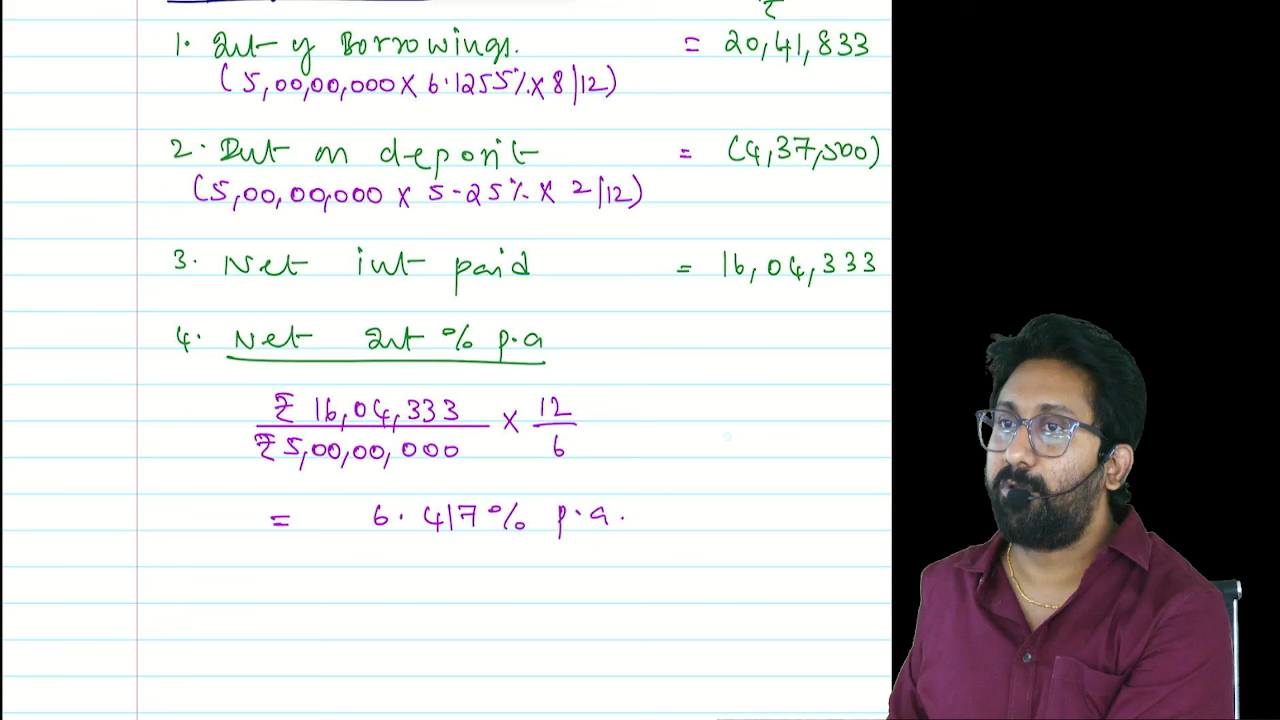 ₹
1. Int of Borrowings. = 20,41,833
(5,00,00,000 X 6.1255% X 8/12)
2. Int on deposit = (4,37,500)
(5,00,00,000 X 5.25% X 2/12)
3. Net int paid = 16,04,333
4. Net Int % p.a
₹ 16,04,333 X 12
₹ 5,00,00,000 6
= 6.417% p.a.